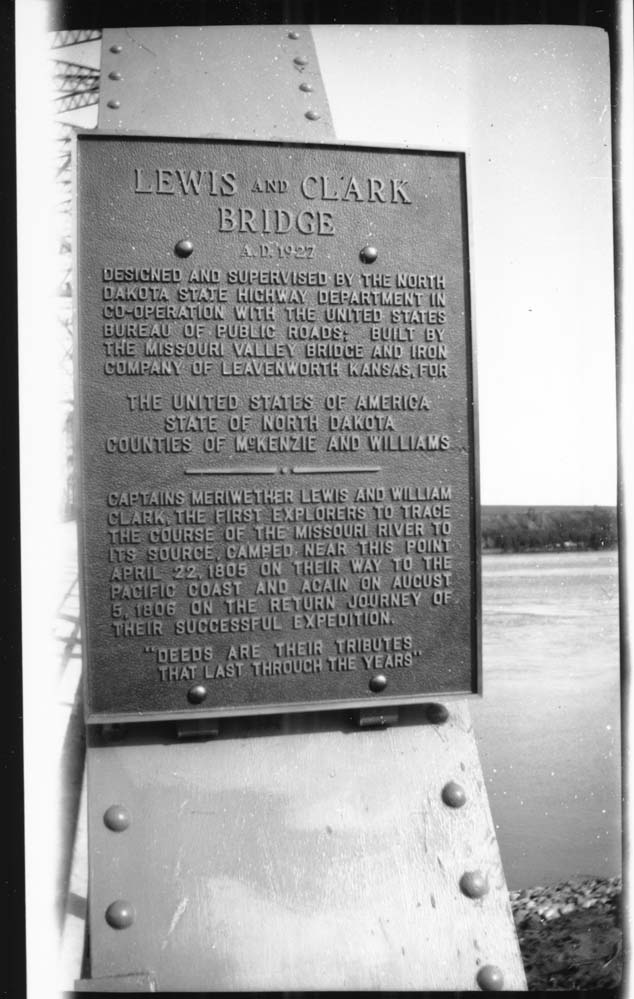 LEWIS AND CLARK
BRIDGE
A.D. 1927
DESIGNED AND SUPERVISED BY THE NORTH
DAKOTA STATE HIGHWAY DEPARTMENT IN
CO-OPERATION WITH THE UNITED STATES
BUREAU OF PUBLIC ROADS; BUILT BY
THE MISSOURI VALLEY BRIDGE AND IRON
COMPANY OF LEAVENWORTH KANSAS, FOR
THE UNITED STATES OF AMERICA
STATE OF NORTH DAKOTA
COUNTIES OF McKENZIE AND WILLIAMS
CAPTAINS MERIWETHER LEWIS AND WILLIAM
CLARK, THE FIRST EXPLORERS TO TRACE
THE COURSE OF THE MISSOURI RIVER TO
ITS SOURCE, CAMPED NEAR THIS POINT
APRIL 22, 1805 ON THEIR WAY TO THE
PACIFIC COAST AND AGAIN ON AUGUST
5, 1806 ON THE RETURN JOURNEY OF
THEIR SUCCESSFUL EXPEDITION.
"DEEDS ARE THEIR TRIBUTES
THAT LAST THROUGH THE YEARS"